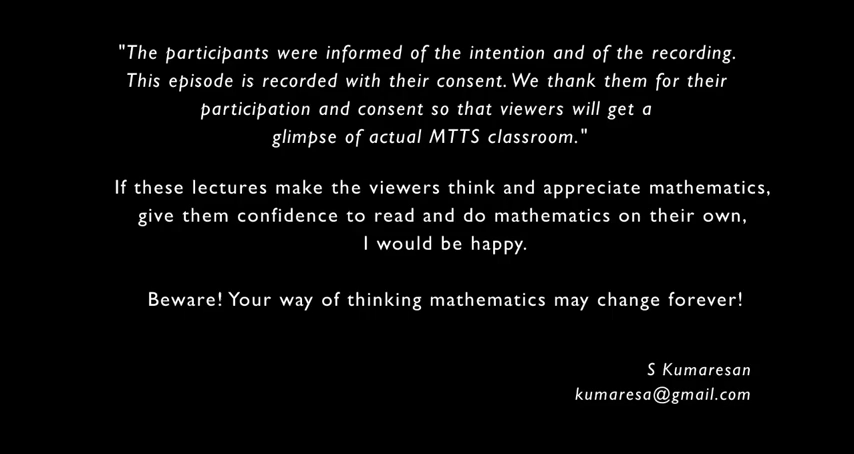 "The participants were informed of the intention and of the recording.
This episode is recorded with their consent. We thank them for their
participation and consent so that viewers will get a
glimpse of actual MTTS classroom."
If these lectures make the viewers think and appreciate mathematics,
give them confidence to read and do mathematics on their own,
I would be happy.
Beware! Your way of thinking mathematics may change forever!
S Kumaresan
kumaresa@gmail.com